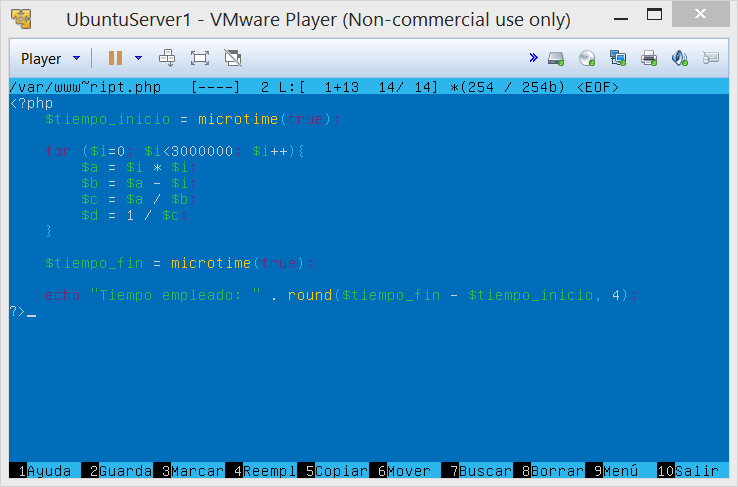 UbuntuServer1 - VMware Player (Non-commercial use only)
Player
/var/www~ript.php   [----]  2 L:[  1+13  14/ 14] *(254 / 254b) <EOF>
<?php
    $tiempo_inicio = microtime(true);

    for ($i=0; $i<3000000; $i++){
        $a = $i * $i;
        $b = $a - $i;
        $c = $a / $b;
        $d = 1 / $c;
    }

    $tiempo_fin = microtime(true);

    echo "Tiempo empleado: " . round($tiempo_fin - $tiempo_inicio, 4);
?>
1Ayuda  2Guarda 3Marcar 4Reempl 5Copiar 6Mover  7Buscar 8Borrar 9Menú  10Salir